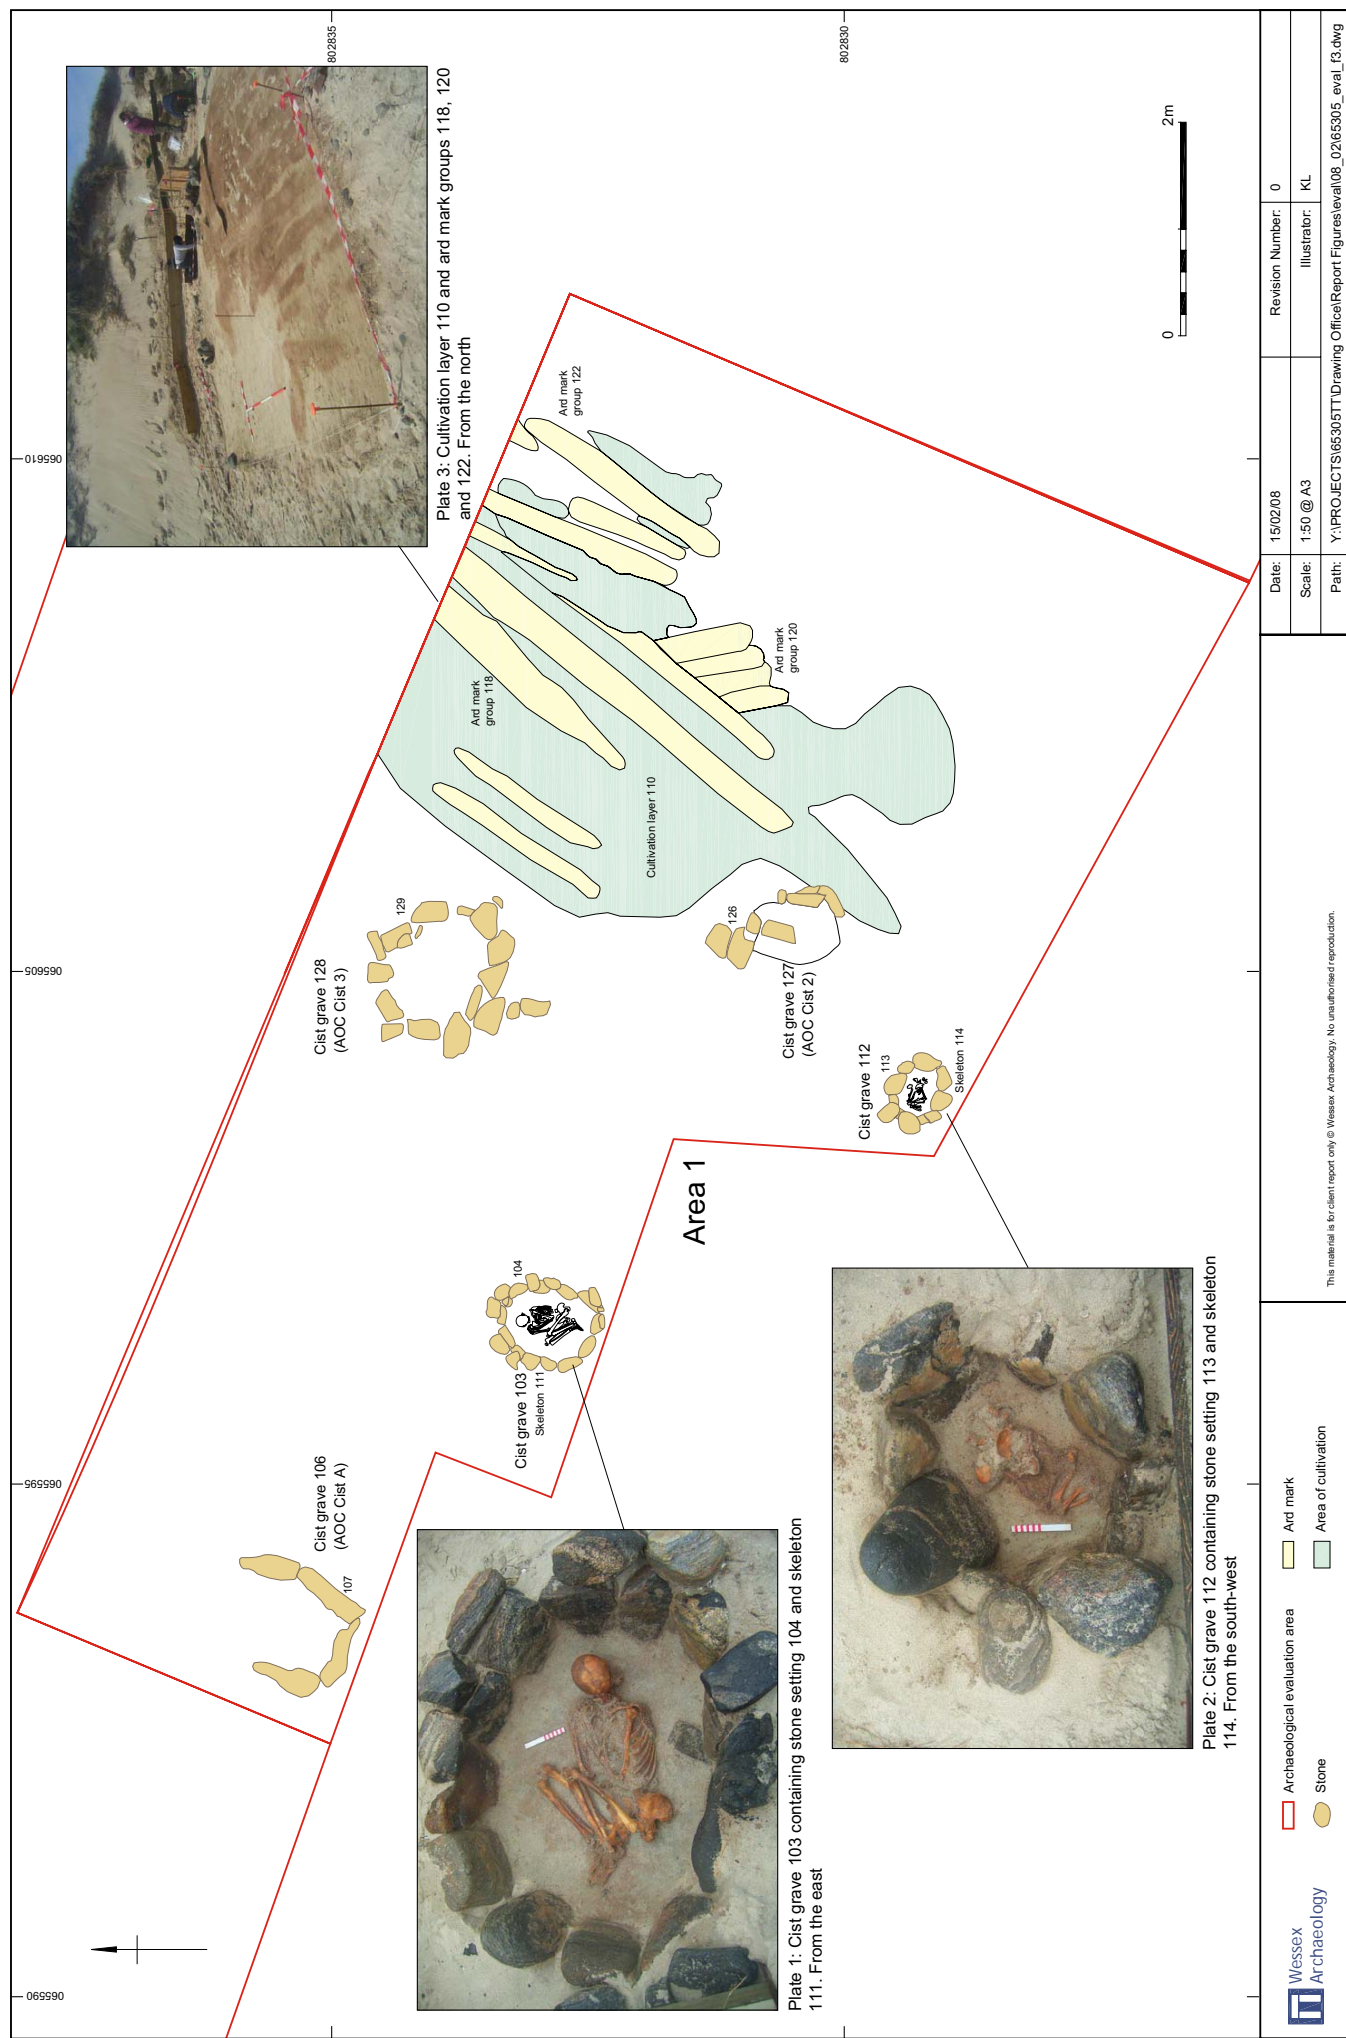 065590
065595
065605
065610
802835
802830
Plate 3: Cultivation layer 110 and ard mark groups 118, 120
and 122. From the north
Cist grave 106
(AOC Cist A)
107
Cist grave 128
(AOC Cist 3)
129
Ard mark
group 118
Ard mark
group 122
Cist grave 103
Skeleton 111
104
Cultivation layer 110
Ard mark
group 120
126
Cist grave 127
(AOC Cist 2)
Area 1
Cist grave 112
113
Skeleton 114
Plate 1: Cist grave 103 containing stone setting 104 and skeleton
111. From the east
Plate 2: Cist grave 112 containing stone setting 113 and skeleton
114. From the south-west
0
2m
Wessex
Archaeology
Archaeological evaluation area
Stone
Ard mark
Area of cultivation
This material is for client report only © Wessex Archaeology. No unauthorised reproduction.
Date: 15/02/08 Revision Number: 0
Scale: 1:50 @ A3 Illustrator: KL
Path: Y:\PROJECTS\65305TT\Drawing Office\Report Figures\eval\08_02\65305_eval_f3.dwg